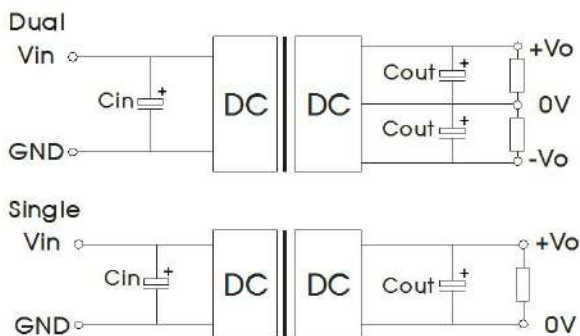 Dual
Vin
Cin +
GND
DC DC
Cout +
Cout +
+Vo
0V
-Vo
Single
Vin
Cin +
GND
DC DC
Cout +
+Vo
0V